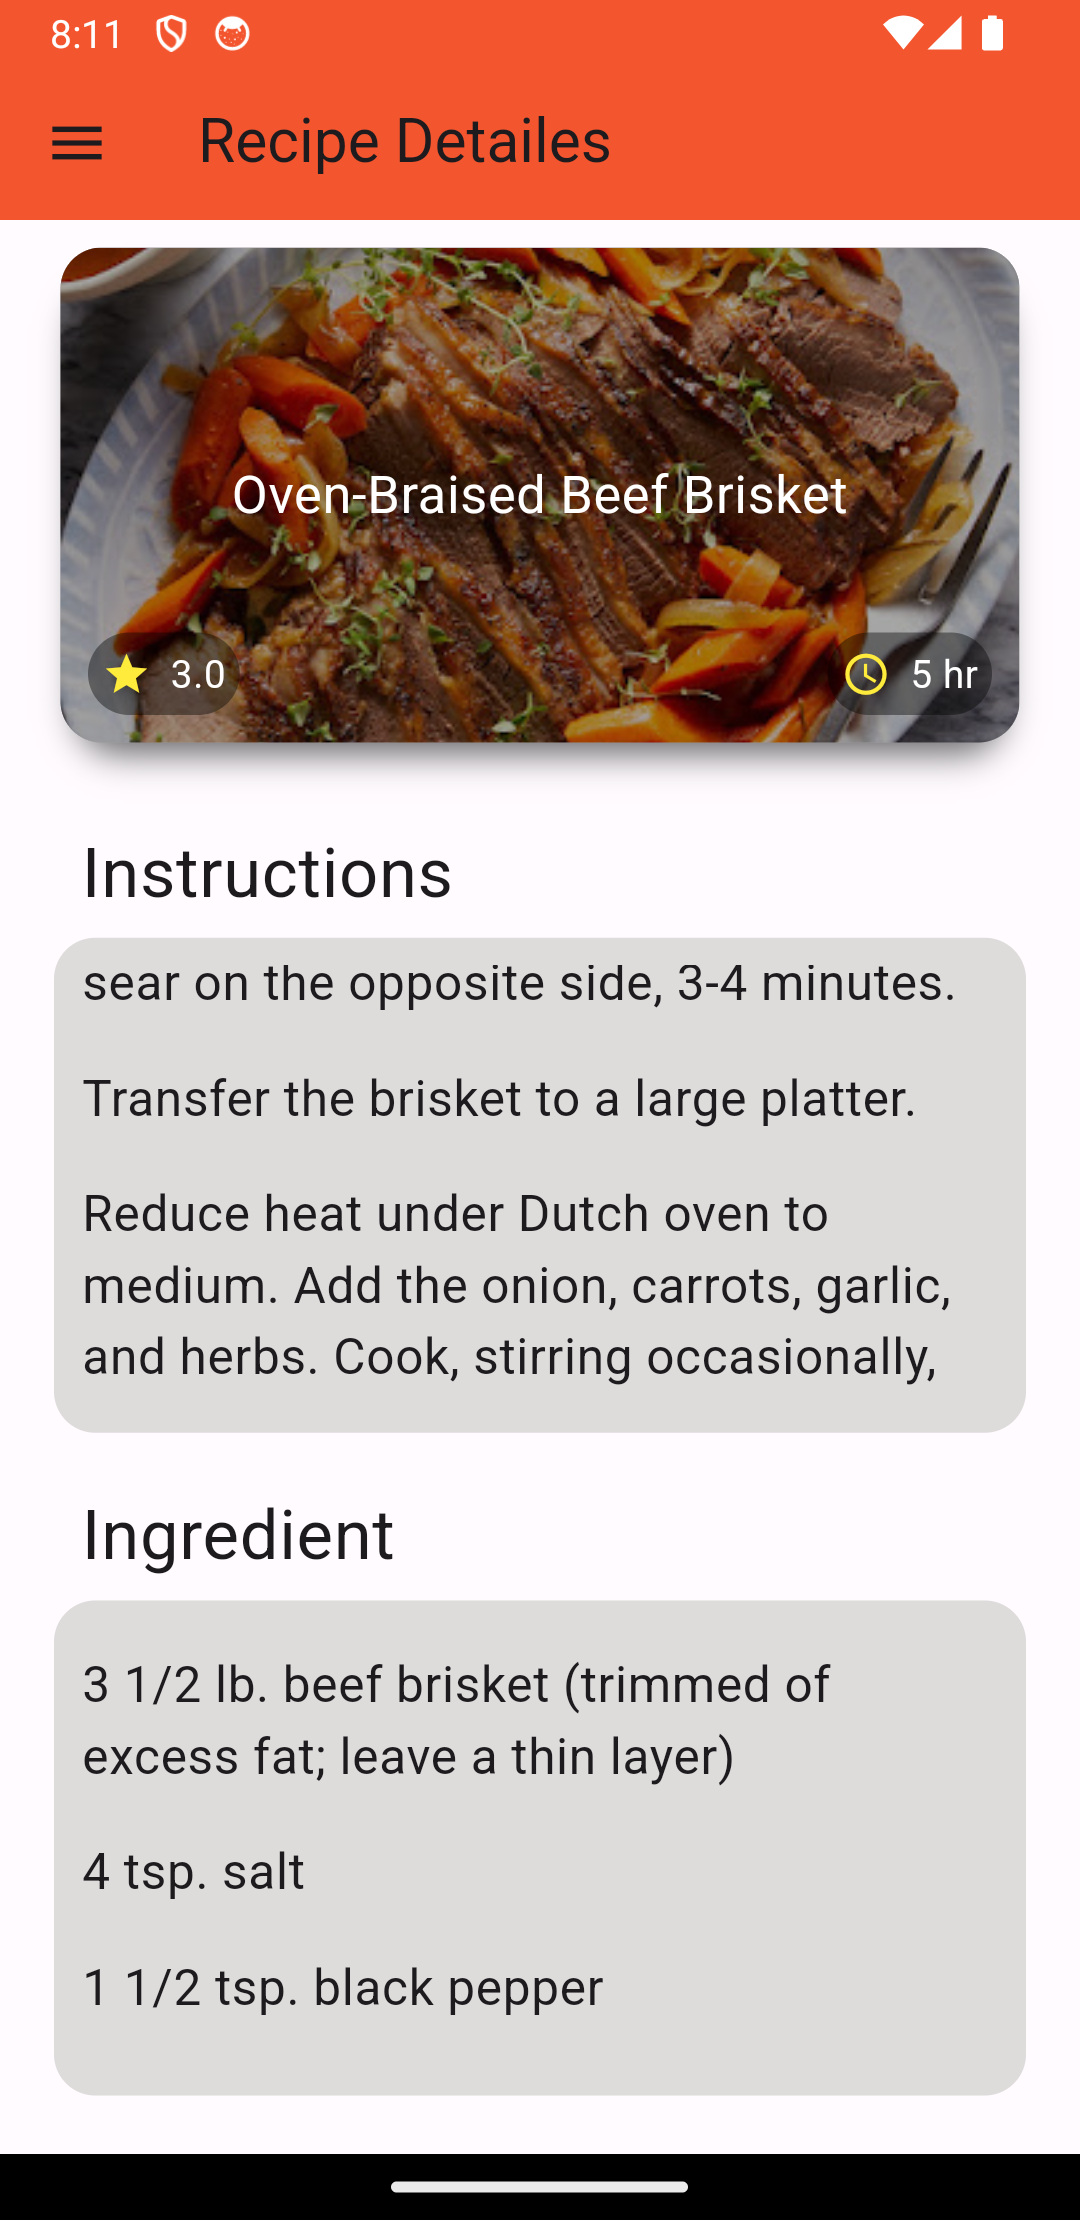 8:11
Recipe Detailes
Oven-Braised Beef Brisket
3.0
5 hr
Instructions
sear on the opposite side, 3-4 minutes.
Transfer the brisket to a large platter.
Reduce heat under Dutch oven to
medium. Add the onion, carrots, garlic,
and herbs. Cook, stirring occasionally,
Ingredient
3 1/2 lb. beef brisket (trimmed of
excess fat; leave a thin layer)
4 tsp. salt
1 1/2 tsp. black pepper